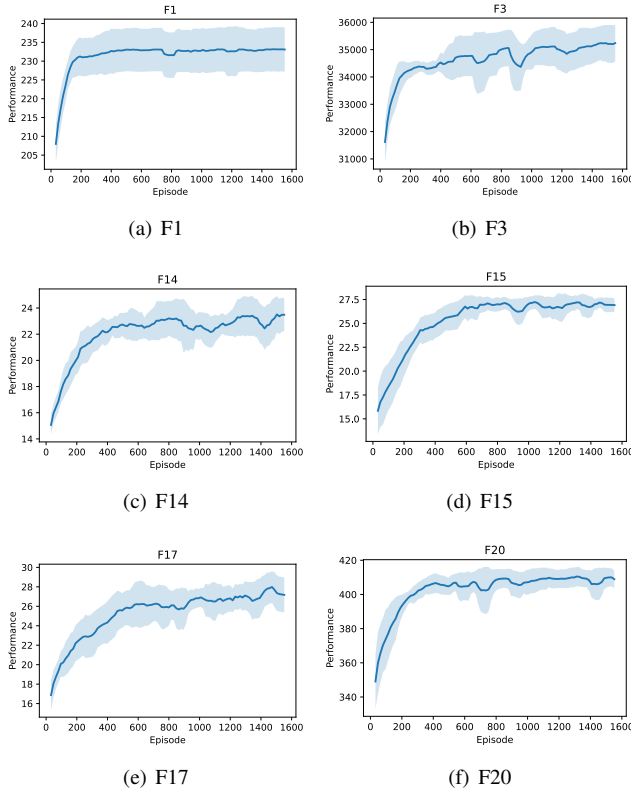 F1
Performance
240
235
230
225
220
215
210
205
0 200 400 600 800 1000 1200 1400 1600
Episode
(a) F1
F3
Performance
36000
35000
34000
33000
32000
31000
0 200 400 600 800 1000 1200 1400 1600
Episode
(b) F3
F14
Performance
24
22
20
18
16
14
0 200 400 600 800 1000 1200 1400 1600
Episode
(c) F14
F15
Performance
27.5
25.0
22.5
20.0
17.5
15.0
0 200 400 600 800 1000 1200 1400 1600
Episode
(d) F15
F17
Performance
30
28
26
24
22
20
18
16
0 200 400 600 800 1000 1200 1400 1600
Episode
(e) F17
F20
Performance
420
400
380
360
340
0 200 400 600 800 1000 1200 1400 1600
Episode
(f) F20